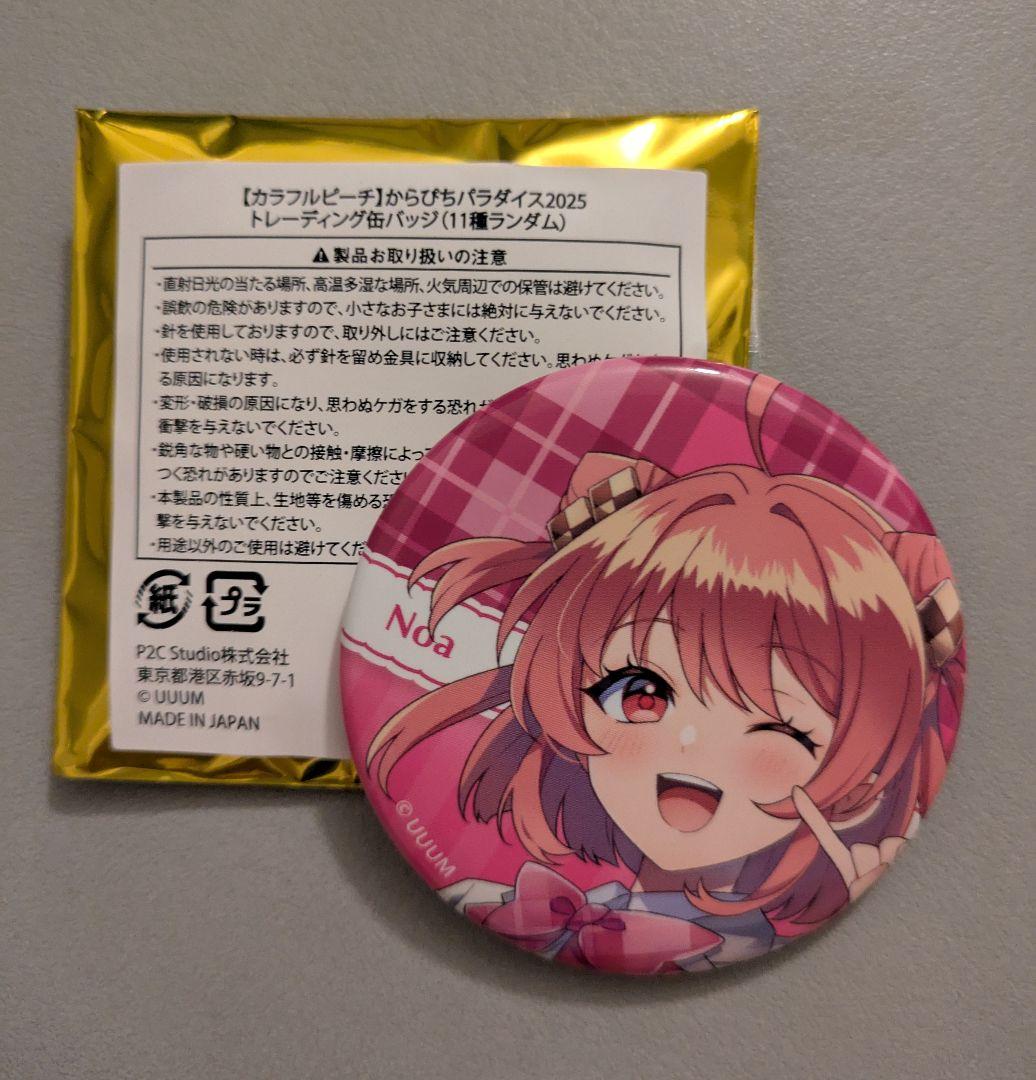 【カラフルピーチ】からぴちパラダイス2025
トレーディング缶バッジ(11種ランダム)
⚠製品お取り扱いの注意
・直射日光の当たる場所、高温多湿な場所、火気周辺での保管は避けてください。
・誤飲の危険がありますので、小さなお子さまには絶対に与えないでください。
・針を使用しておりますので、取り外しにはご注意ください。
・使用されない時は、必ず針を留め金具に収納してください。思わぬケガ
る原因になります。
・変形・破損の原因になり、思わぬケガをする恐れが
衝撃を与えないでください。
・鋭角な物や硬い物との接触・摩擦によっ
つく恐れがありますのでご注意くださ
・本製品の性質上、生地等を傷める
撃を与えないでください。
・用途以外のご使用は避けてくだ
紙
プラ
P2C Studio株式会社
東京都港区赤坂9-7-1
© UUUM
MADE IN JAPAN
Noa
©UUUM